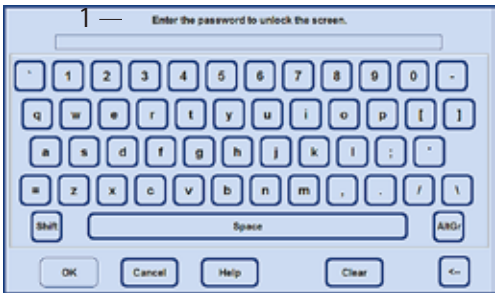 1 — Enter the password to unlock the screen.
` 1 2 3 4 5 6 7 8 9 0 -
q w e r t y u i o p [ ]
a s d f g h j k l ; '
= z x c v b n m , . / \
Shift Space AltGr
OK Cancel Help Clear <--